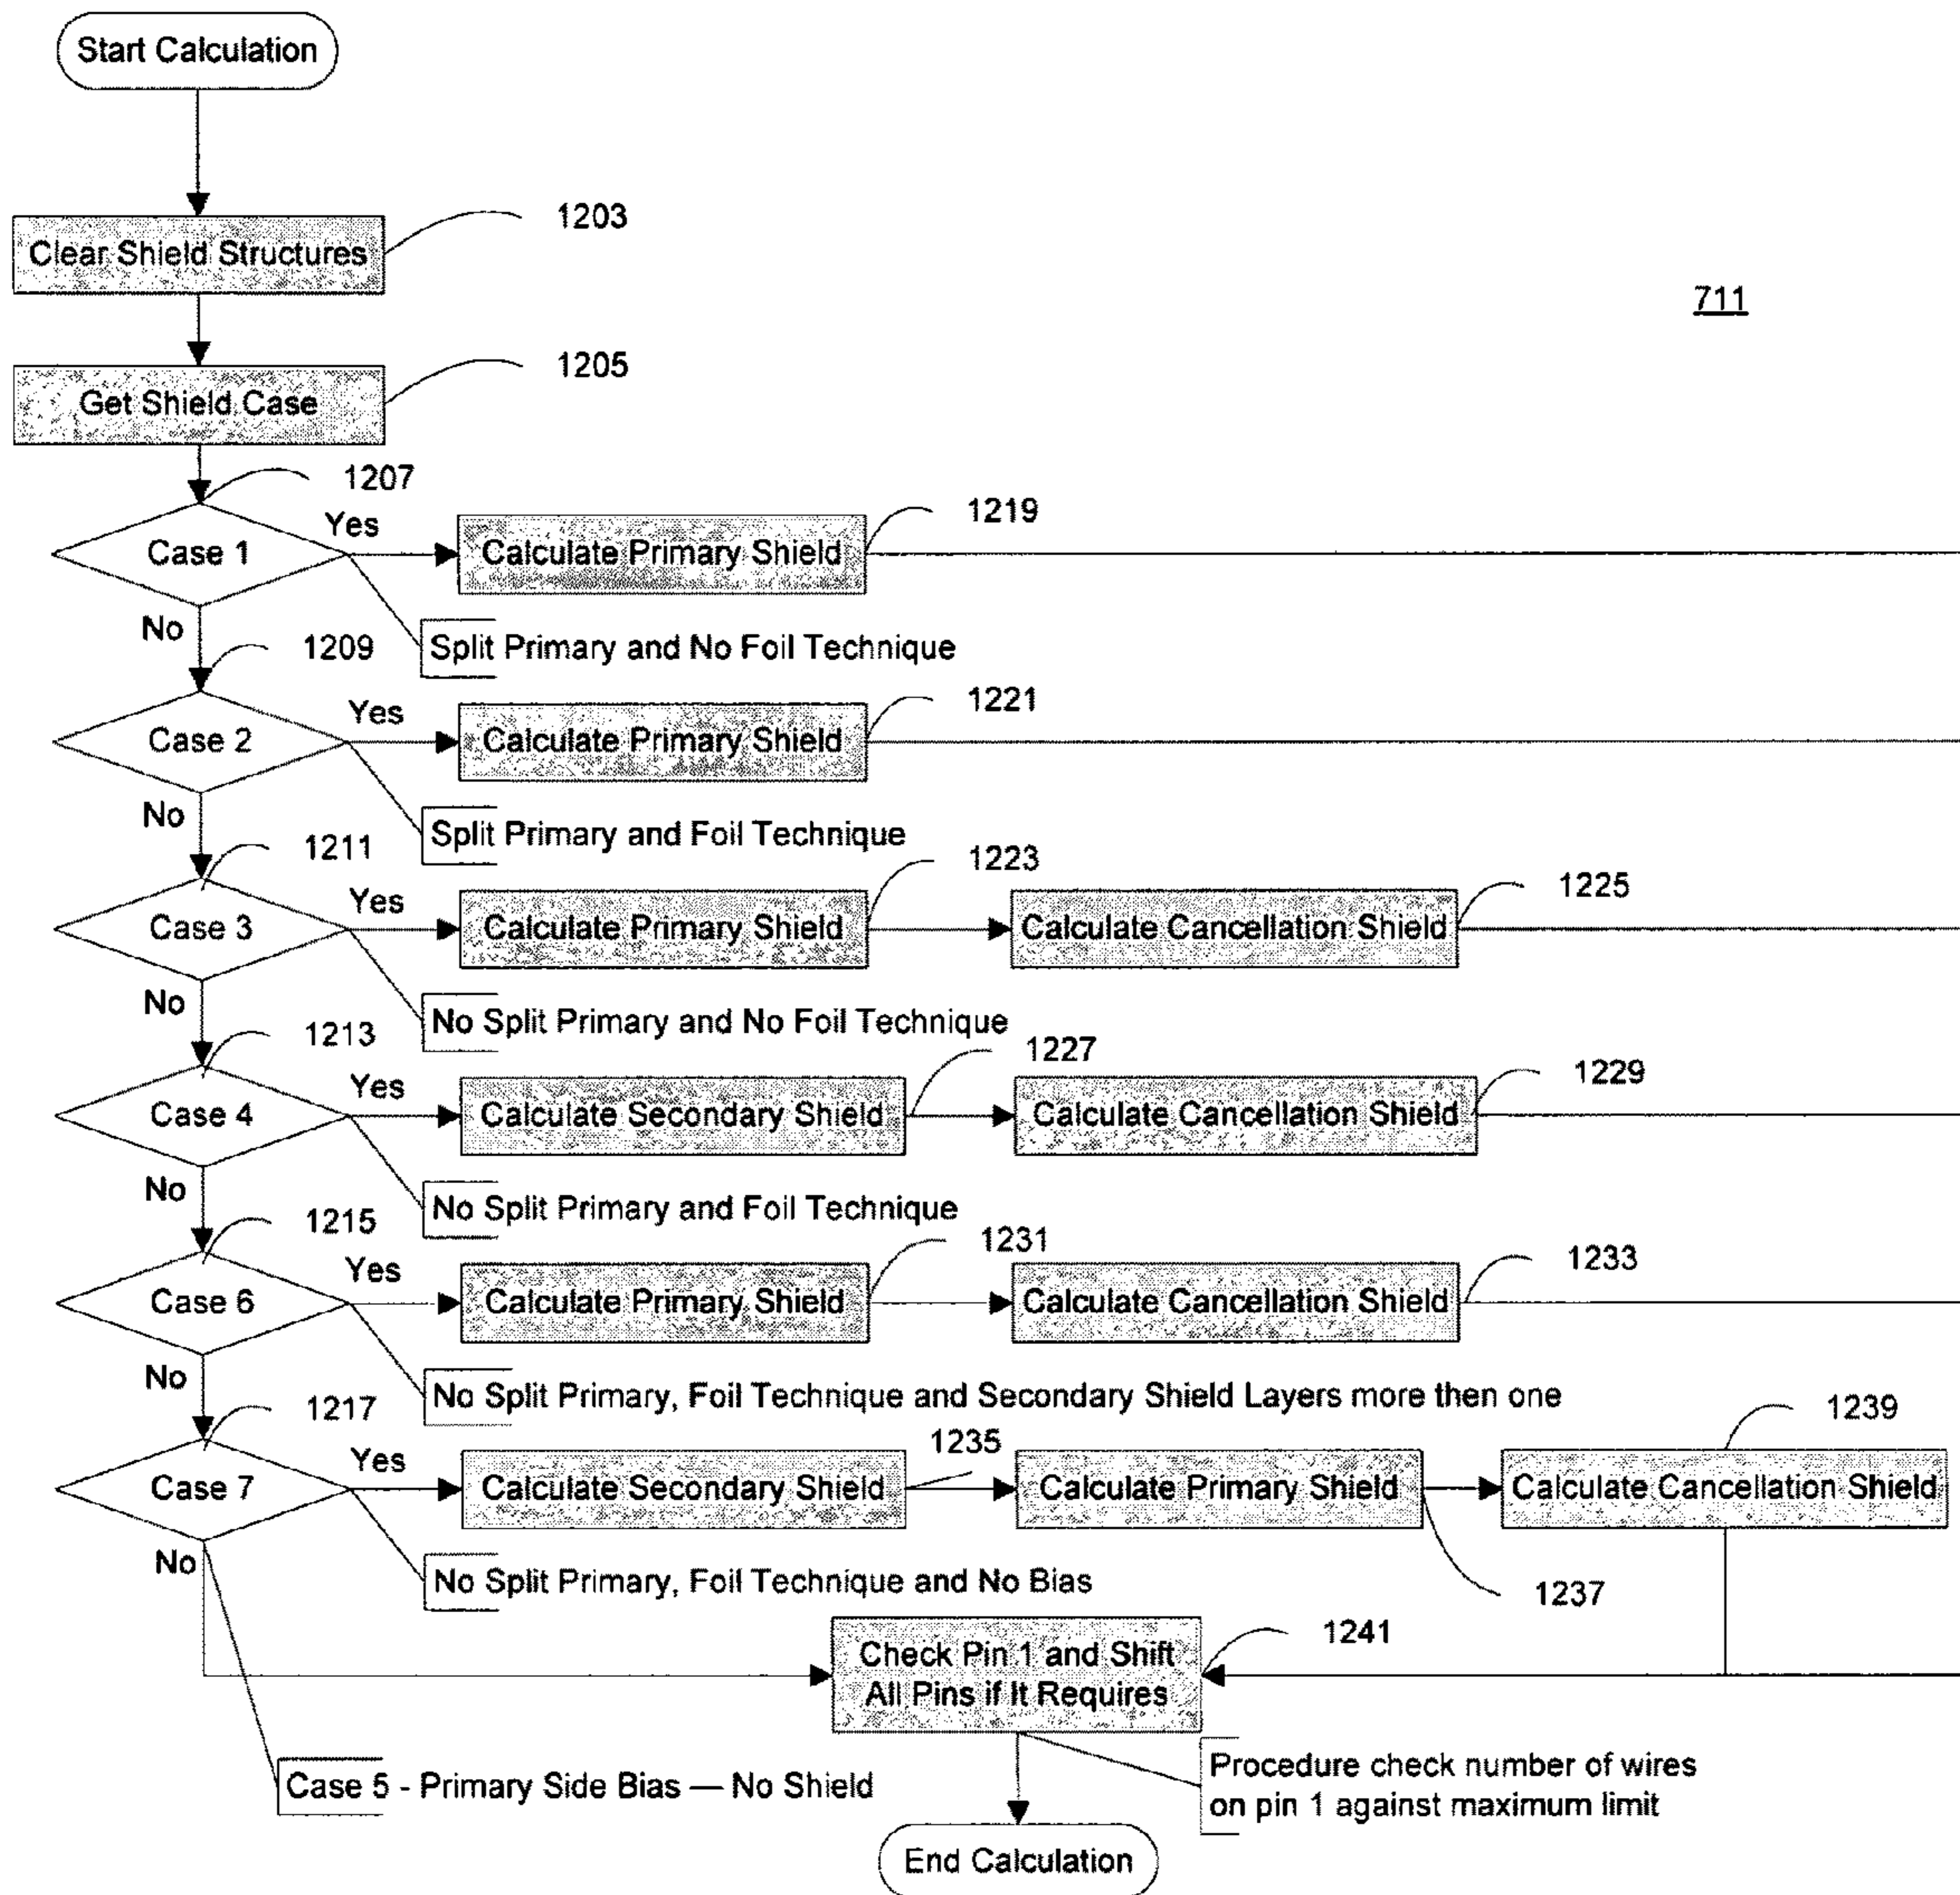 Start Calculation
1203
Clear Shield Structures
711
1205
Get Shield Case
1207
Case 1
Yes
Calculate Primary Shield
1219
No
Split Primary and No Foil Technique
1209
Case 2
Yes
Calculate Primary Shield
1221
No
Split Primary and Foil Technique
1211
Case 3
Yes
Calculate Primary Shield
1223
Calculate Cancellation Shield
1225
No
No Split Primary and No Foil Technique
1213
Case 4
Yes
Calculate Secondary Shield
1227
Calculate Cancellation Shield
1229
No
No Split Primary and Foil Technique
1215
Case 6
Yes
Calculate Primary Shield
1231
Calculate Cancellation Shield
1233
No
No Split Primary, Foil Technique and Secondary Shield Layers more then one
1217
Case 7
Yes
Calculate Secondary Shield
1235
Calculate Primary Shield
1237
Calculate Cancellation Shield
1239
No
No Split Primary, Foil Technique and No Bias
Check Pin 1 and Shift
All Pins if It Requires
1241
Case 5 - Primary Side Bias — No Shield
Procedure check number of wires
on pin 1 against maximum limit
End Calculation